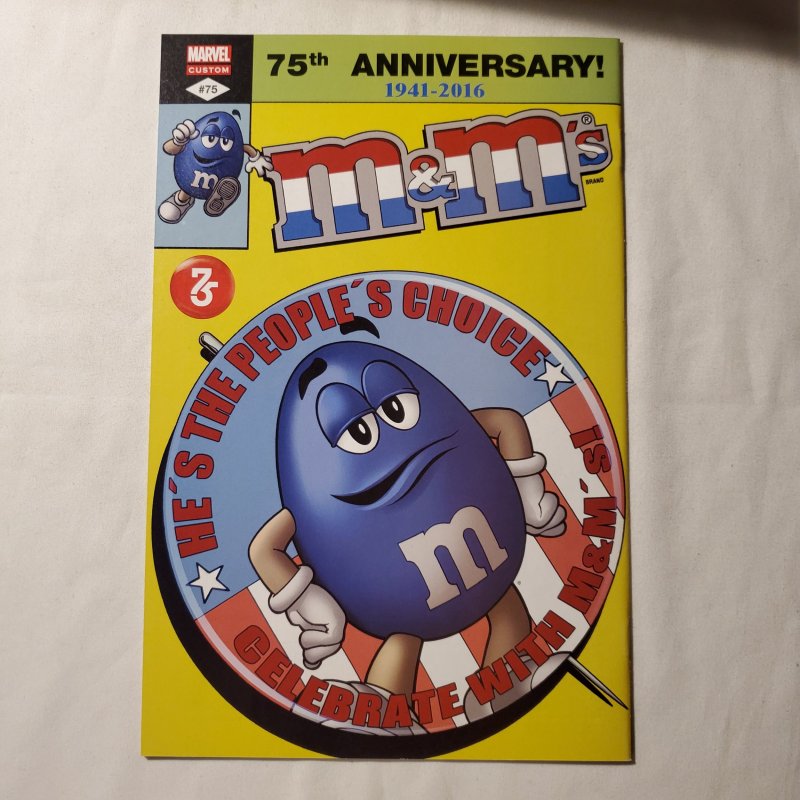 MARVEL
CUSTOM
#75
75th ANNIVERSARY!
1941-2016
m&m's®
BRAND
m
75
HE´S THE PEOPLE´S CHOICE
m
CELEBRATE WITH M&M´S!